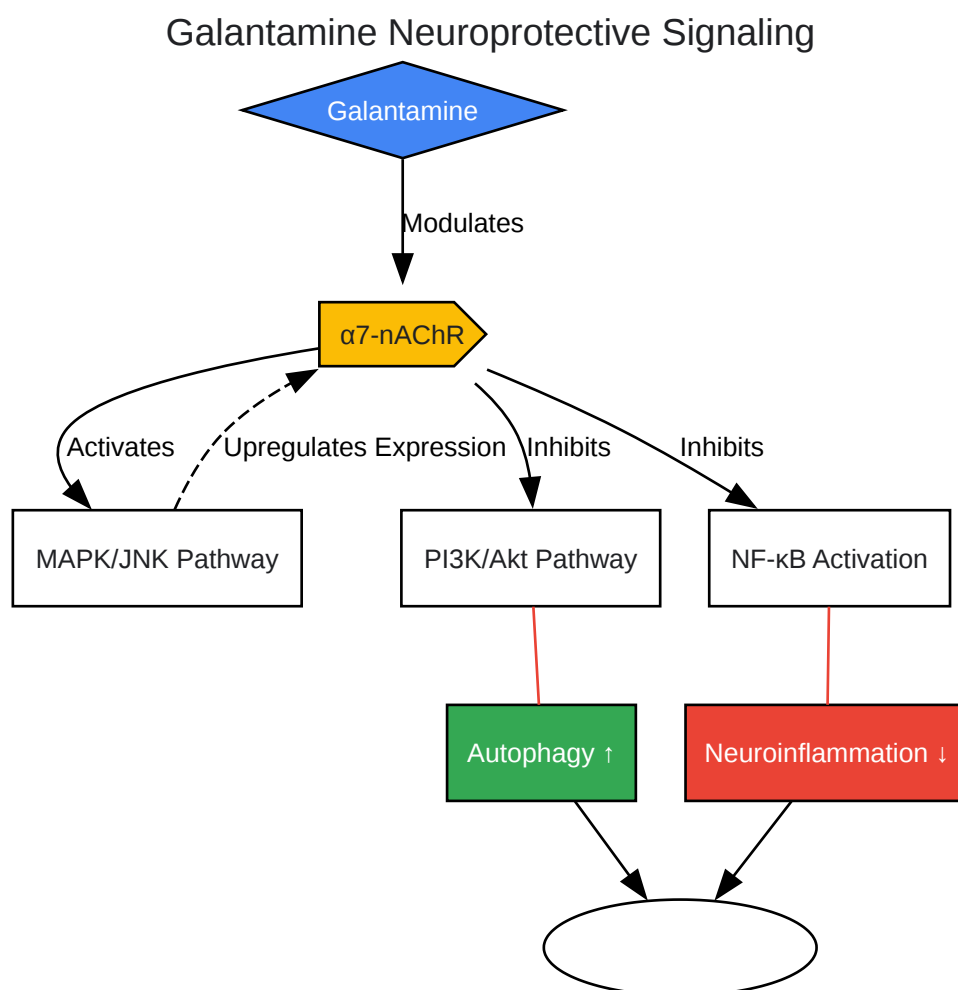 Galantamine Neuroprotective Signaling
Galantamine
Modulates
α7-nAChR
Activates
Upregulates Expression
Inhibits
Inhibits
MAPK/JNK Pathway
PI3K/Akt Pathway
NF-κB Activation
Autophagy ↑
Neuroinflammation ↓